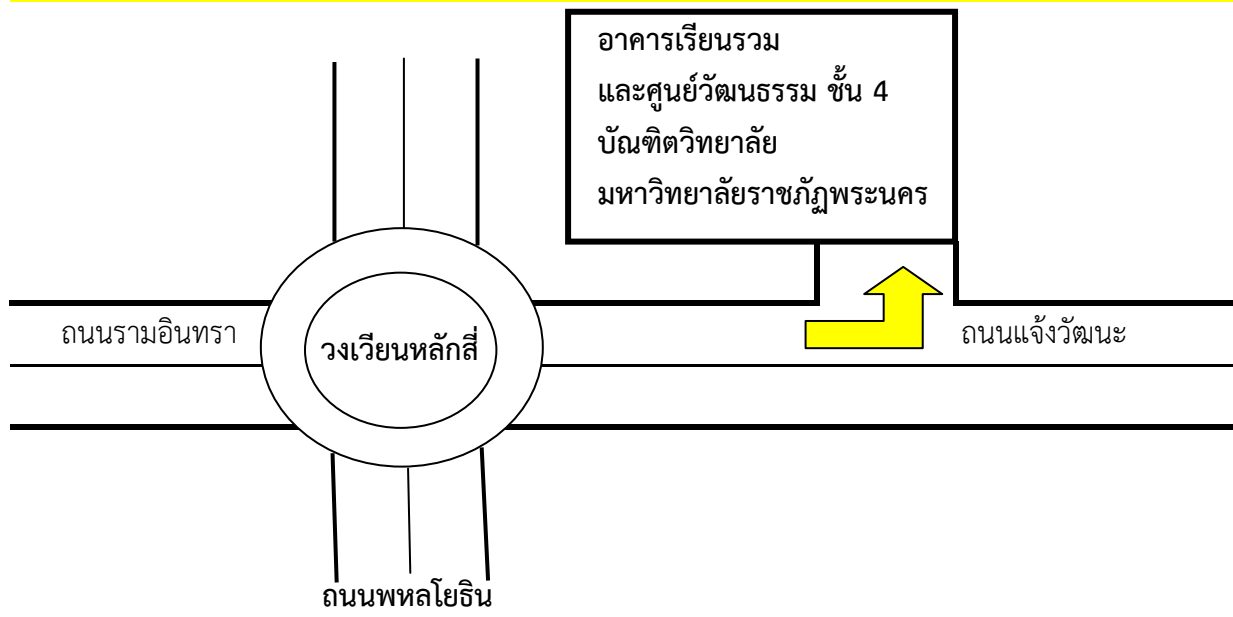 อาคารเรียนรวม
และศูนย์วัฒนธรรม ชั้น 4
บัณฑิตวิทยาลัย
มหาวิทยาลัยราชภัฏพระนคร
ถนนรามอินทรา
วงเวียนหลักสี่
ถนนแจ้งวัฒนะ
ถนนพหลโยธิน